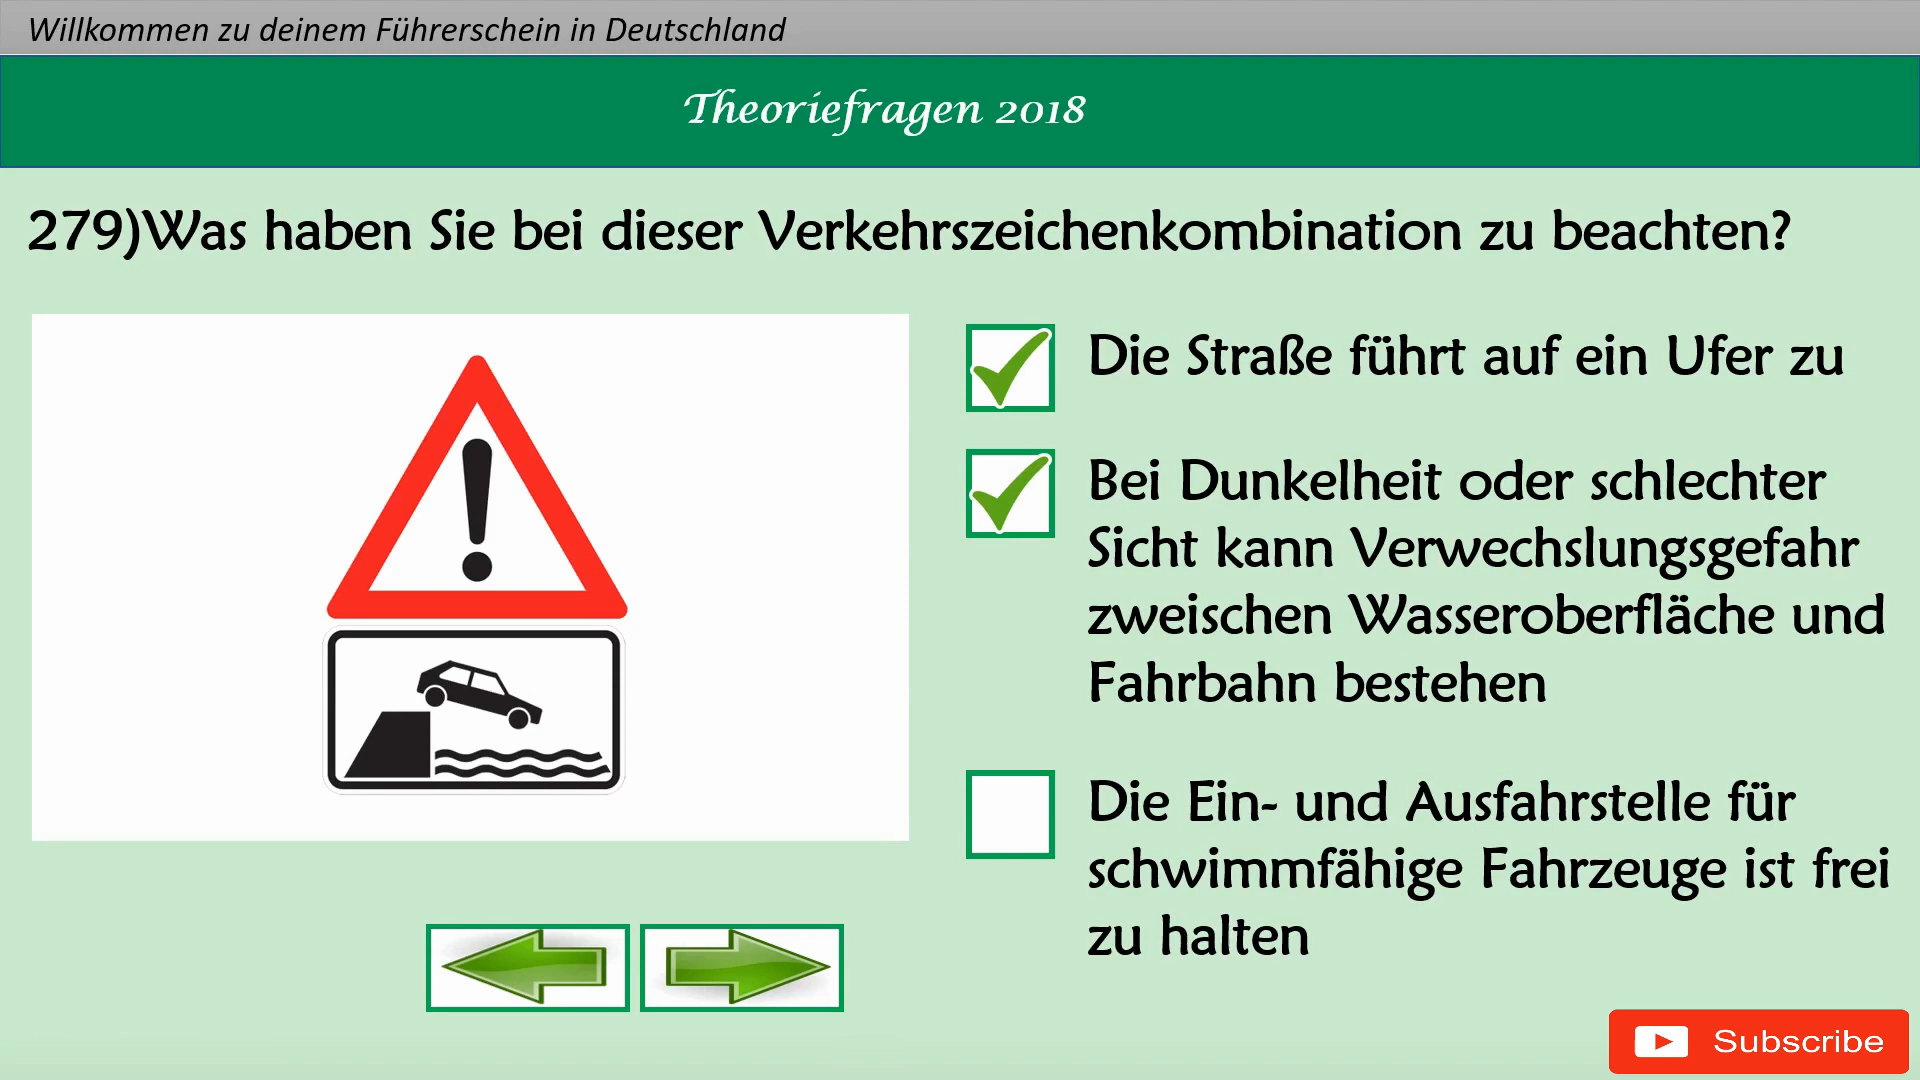 Willkommen zu deinem Führerschein in Deutschland
Theoriefragen 2018
279)Was haben Sie bei dieser Verkehrszeichenkombination zu beachten?
Die Straße führt auf ein Ufer zu
Bei Dunkelheit oder schlechter
Sicht kann Verwechslungsgefahr
zweischen Wasseroberfläche und
Fahrbahn bestehen
Die Ein- und Ausfahrstelle für
schwimmfähige Fahrzeuge ist frei
zu halten
Subscribe